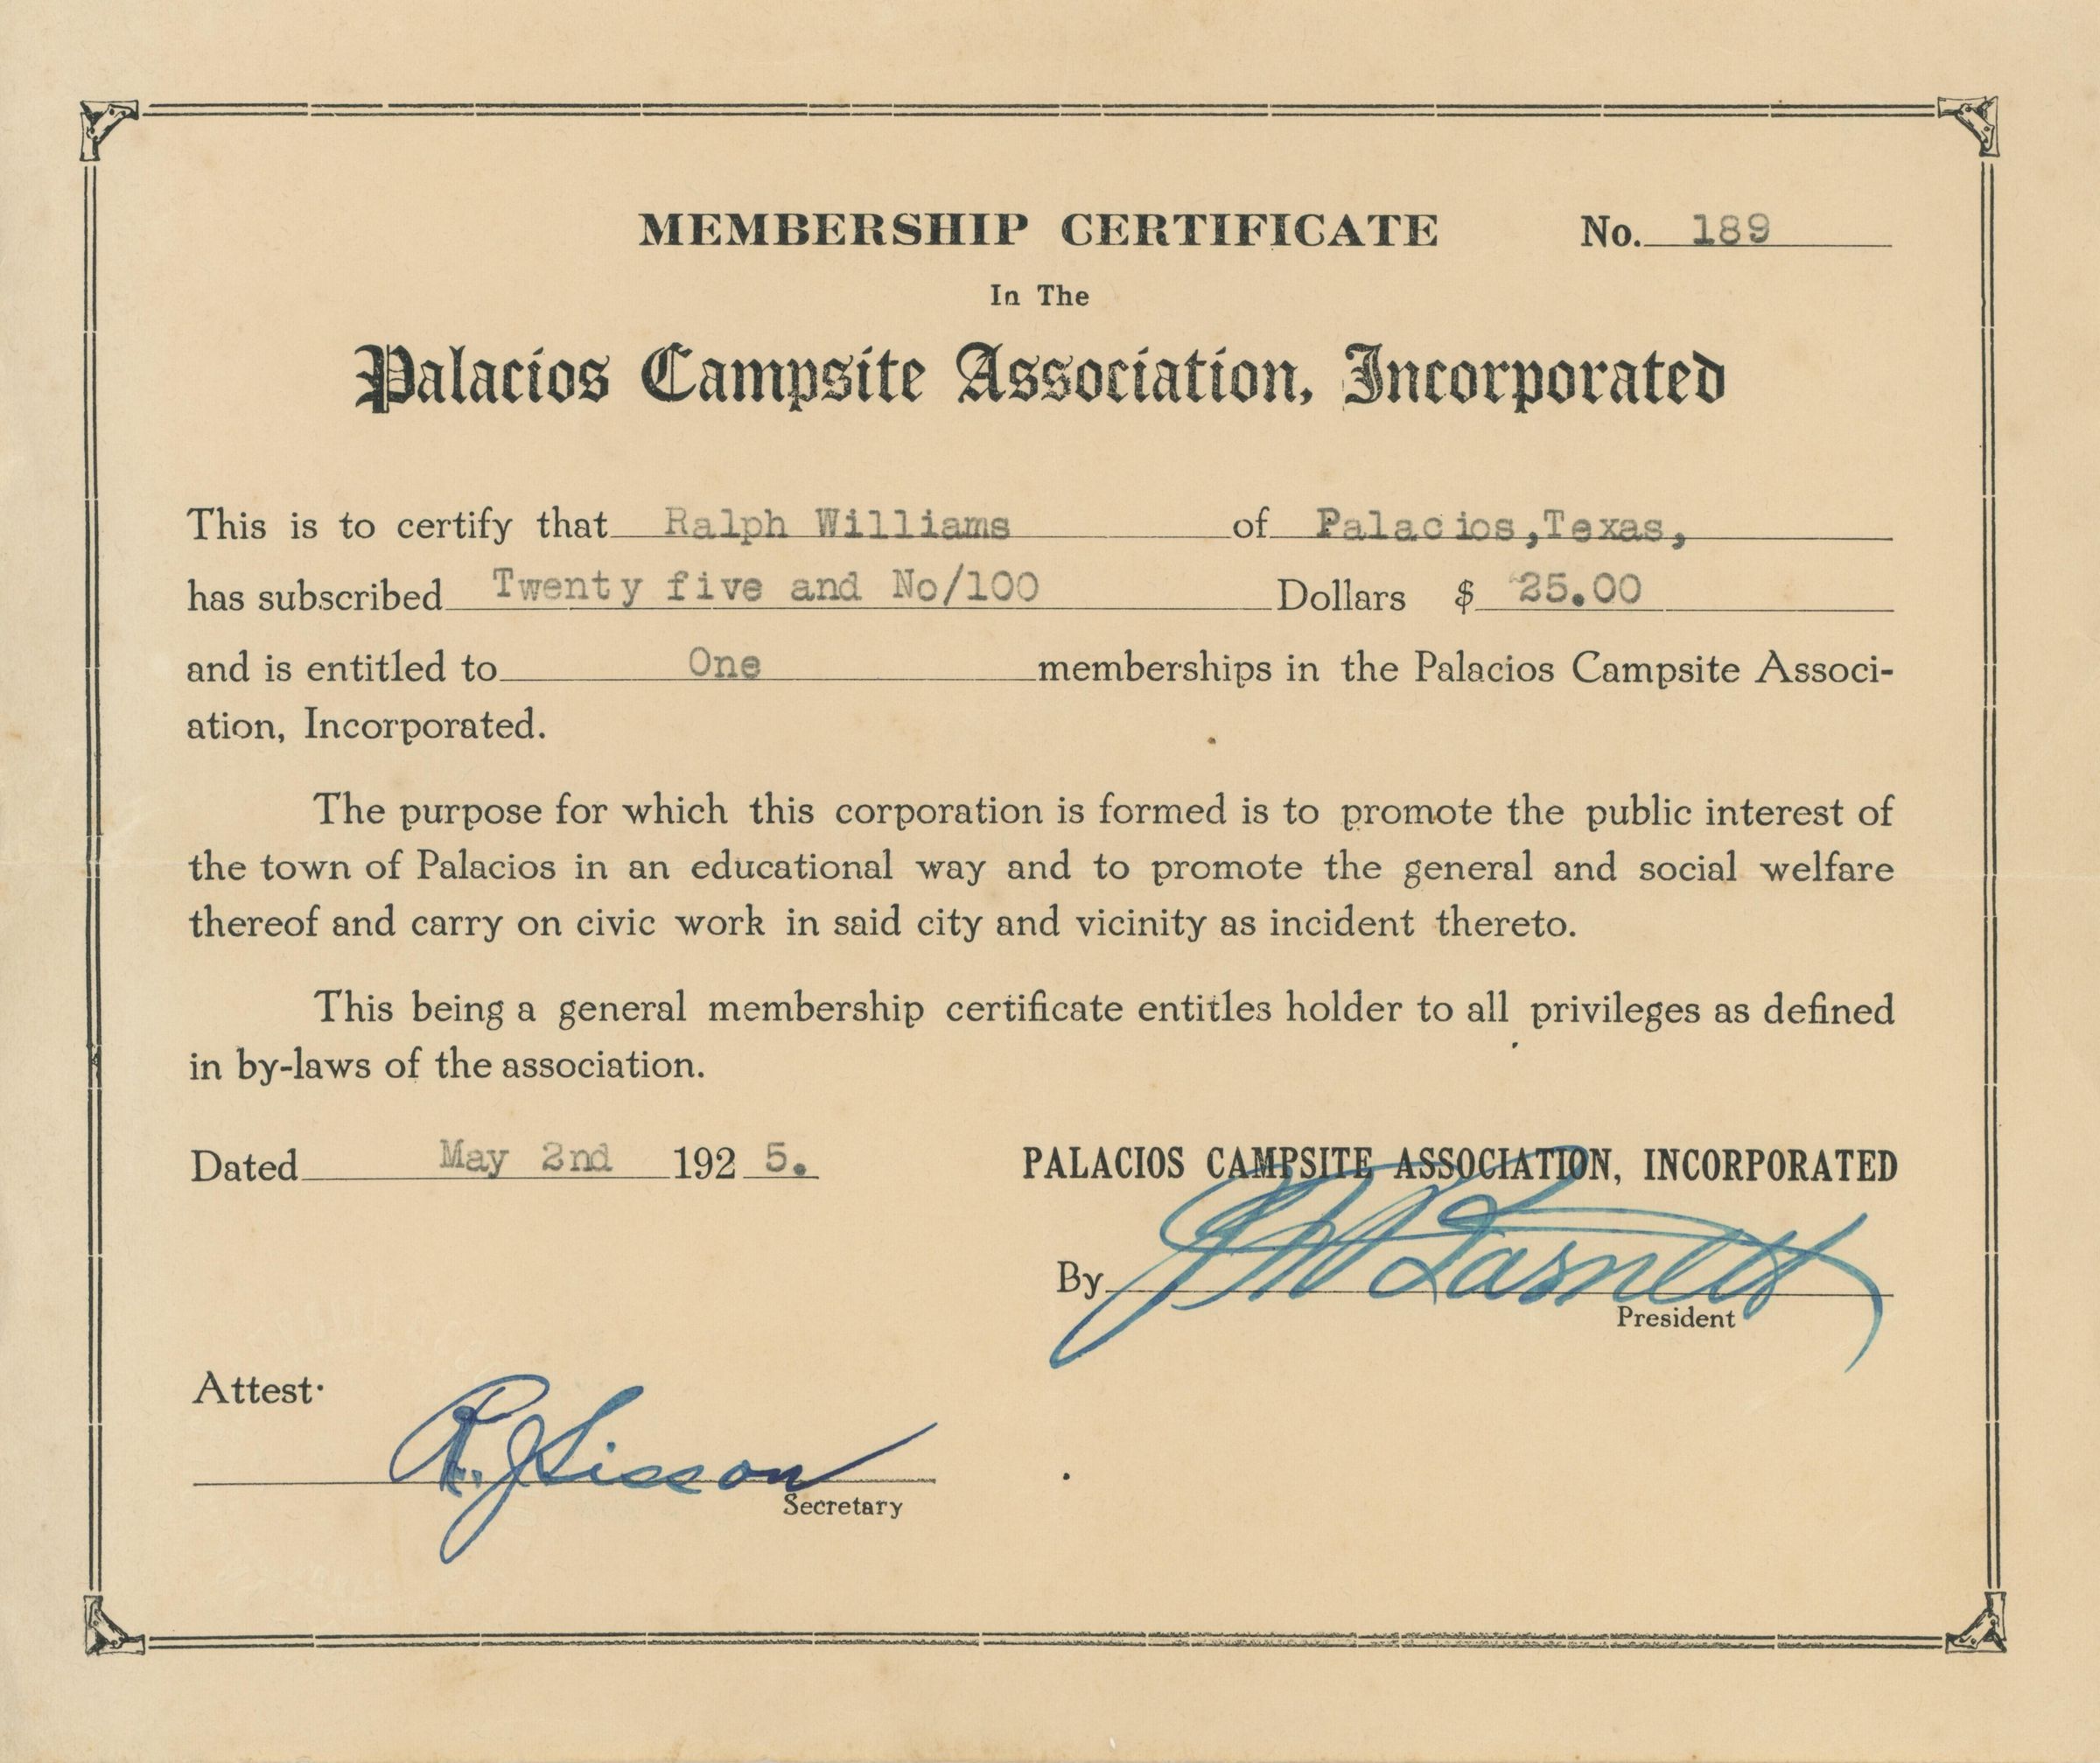 MEMBERSHIP CERTIFICATE No. 189
In The
Palacios Campsite Association, Incorporated
This is to certify that Ralph Williams of Palacios,Texas,
has subscribed Twenty five and No/100 Dollars $ 25.00
and is entitled to One memberships in the Palacios Campsite Associ-
ation, Incorporated.
The purpose for which this corporation is formed is to promote the public interest of
the town of Palacios in an educational way and to promote the general and social welfare
thereof and carry on civic work in said city and vicinity as incident thereto.
This being a general membership certificate entitles holder to all privileges as defined
in by-laws of the association.
Dated May 2nd 192 5.
PALACIOS CAMPSITE ASSOCIATION, INCORPORATED
By
President
Attest·
R. J Sisson
Secretary